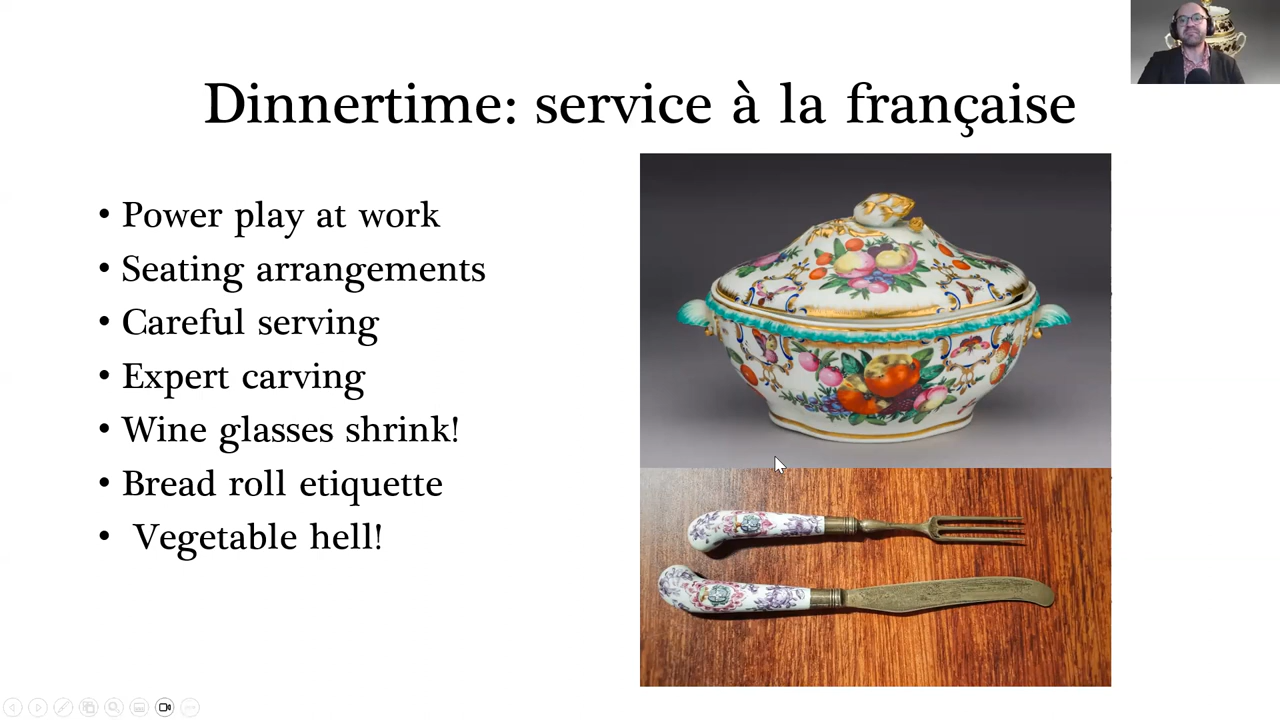 Dinnertime: service à la française
• Power play at work
• Seating arrangements
• Careful serving
• Expert carving
• Wine glasses shrink!
• Bread roll etiquette
• Vegetable hell!